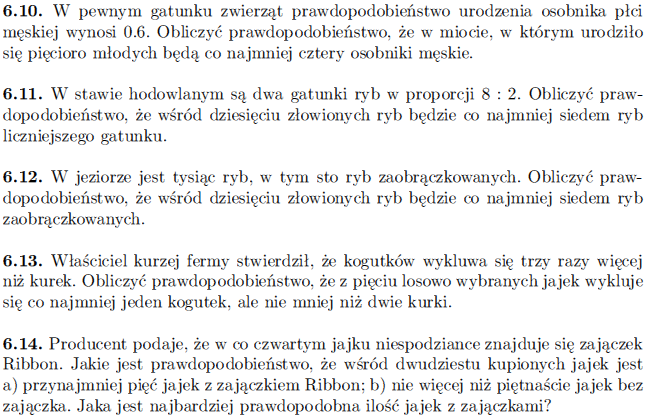 6.10. W pewnym gatunku zwierząt prawdopodobieństwo urodzenia osobnika płci
męskiej wynosi 0.6. Obliczyć prawdopodobieństwo, że w miocie, w którym urodziło
się pięcioro młodych będą co najmniej cztery osobniki męskie.
6.11. W stawie hodowlanym są dwa gatunki ryb w proporcji 8 : 2. Obliczyć praw-
dopodobieństwo, że wśród dziesięciu złowionych ryb będzie co najmniej siedem ryb
liczniejszego gatunku.
6.12. W jeziorze jest tysiąc ryb, w tym sto ryb zaobrączkowanych. Obliczyć praw-
dopodobieństwo, że wśród dziesięciu złowionych ryb będzie co najmniej siedem ryb
zaobrączkowanych.
6.13. Właściciel kurzej fermy stwierdził, że kogutków wykluwa się trzy razy więcej
niż kurek. Obliczyć prawdopodobieństwo, że z pięciu losowo wybranych jajek wykluje
się co najmniej jeden kogutek, ale nie mniej niż dwie kurki.
6.14. Producent podaje, że w co czwartym jajku niespodziance znajduje się zajączek
Ribbon. Jakie jest prawdopodobieństwo, że wśród dwudziestu kupionych jajek jest
a) przynajmniej pięć jajek z zajączkiem Ribbon; b) nie więcej niż piętnaście jajek bez
zajączka. Jaka jest najbardziej prawdopodobna ilość jajek z zajączkami?